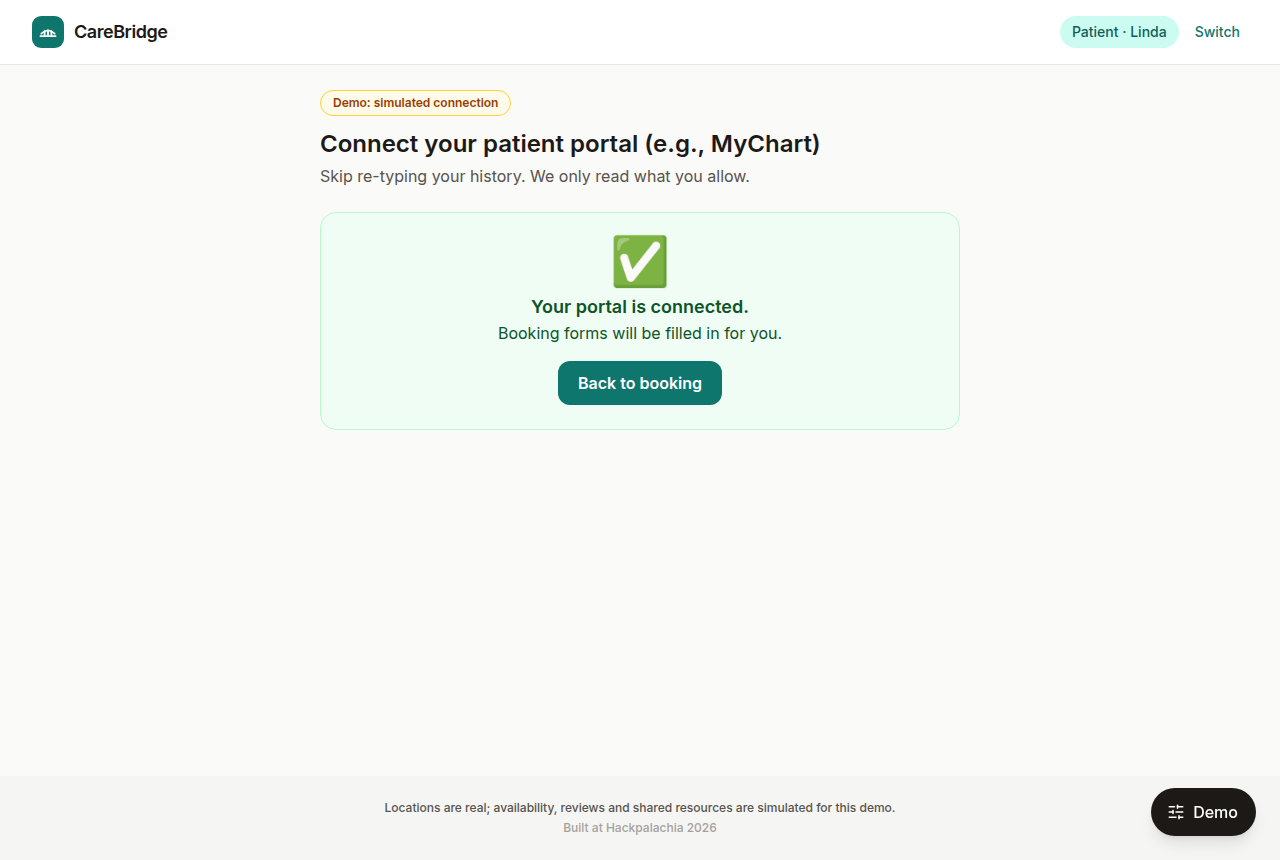 CareBridge
Patient · Linda
Switch
Demo: simulated connection
Connect your patient portal (e.g., MyChart)
Skip re-typing your history. We only read what you allow.
Your portal is connected.
Booking forms will be filled in for you.
Back to booking
Locations are real; availability, reviews and shared resources are simulated for this demo.
Built at Hackpalachia 2026
Demo